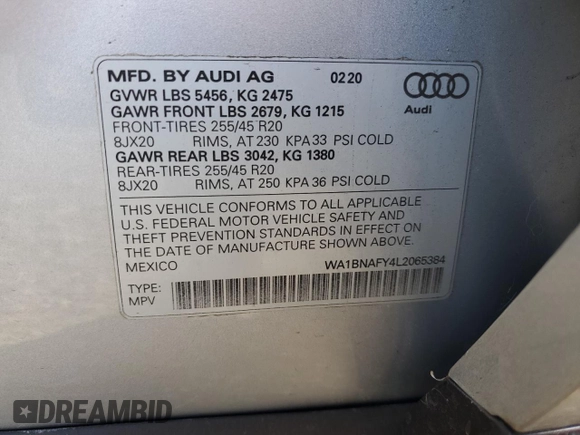 MFD. BY AUDI AG 02 20
GVWR LBS 5456, KG 2475
GAWR FRONT LBS 2679, KG 1215
FRONT-TIRES 255/45 R20
8JX20 RIMS, AT 230 KPA 33 PSI COLD
GAWR REAR LBS 3042, KG 1380
REAR-TIRES 255/45 R20
8JX20 RIMS, AT 250 KPA 36 PSI COLD
Audi
THIS VEHICLE CONFORMS TO ALL APPLICABLE
U.S. FEDERAL MOTOR VEHICLE SAFETY AND
THEFT PREVENTION STANDARDS IN EFFECT ON
THE DATE OF MANUFACTURE SHOWN ABOVE.
MEXICO WA1BNAFY4L2065384
TYPE:
MPV
DREAMBID